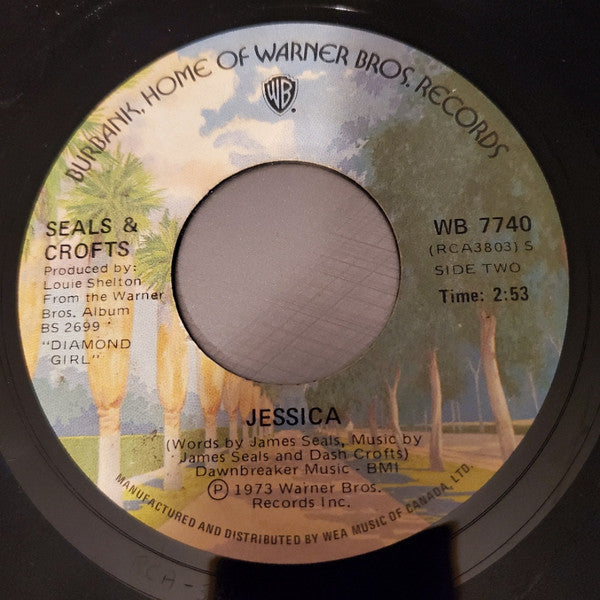 BURBANK, HOME OF WARNER BROS. RECORDS
WB
SEALS &
CROFTS
Produced by:
Louie Shelton
From the Warner
Bros. Album
BS 2699
"DIAMOND
GIRL"
WB 7740
(RCA3803) S
SIDE TWO
Time: 2:53
JESSICA
(Words by James Seals, Music by
James Seals and Dash Crofts)
Dawnbreaker Music - BMI
Ⓟ 1973 Warner Bros.
Records Inc.
MANUFACTURED AND DISTRIBUTED BY WEA MUSIC OF CANADA, LTD.